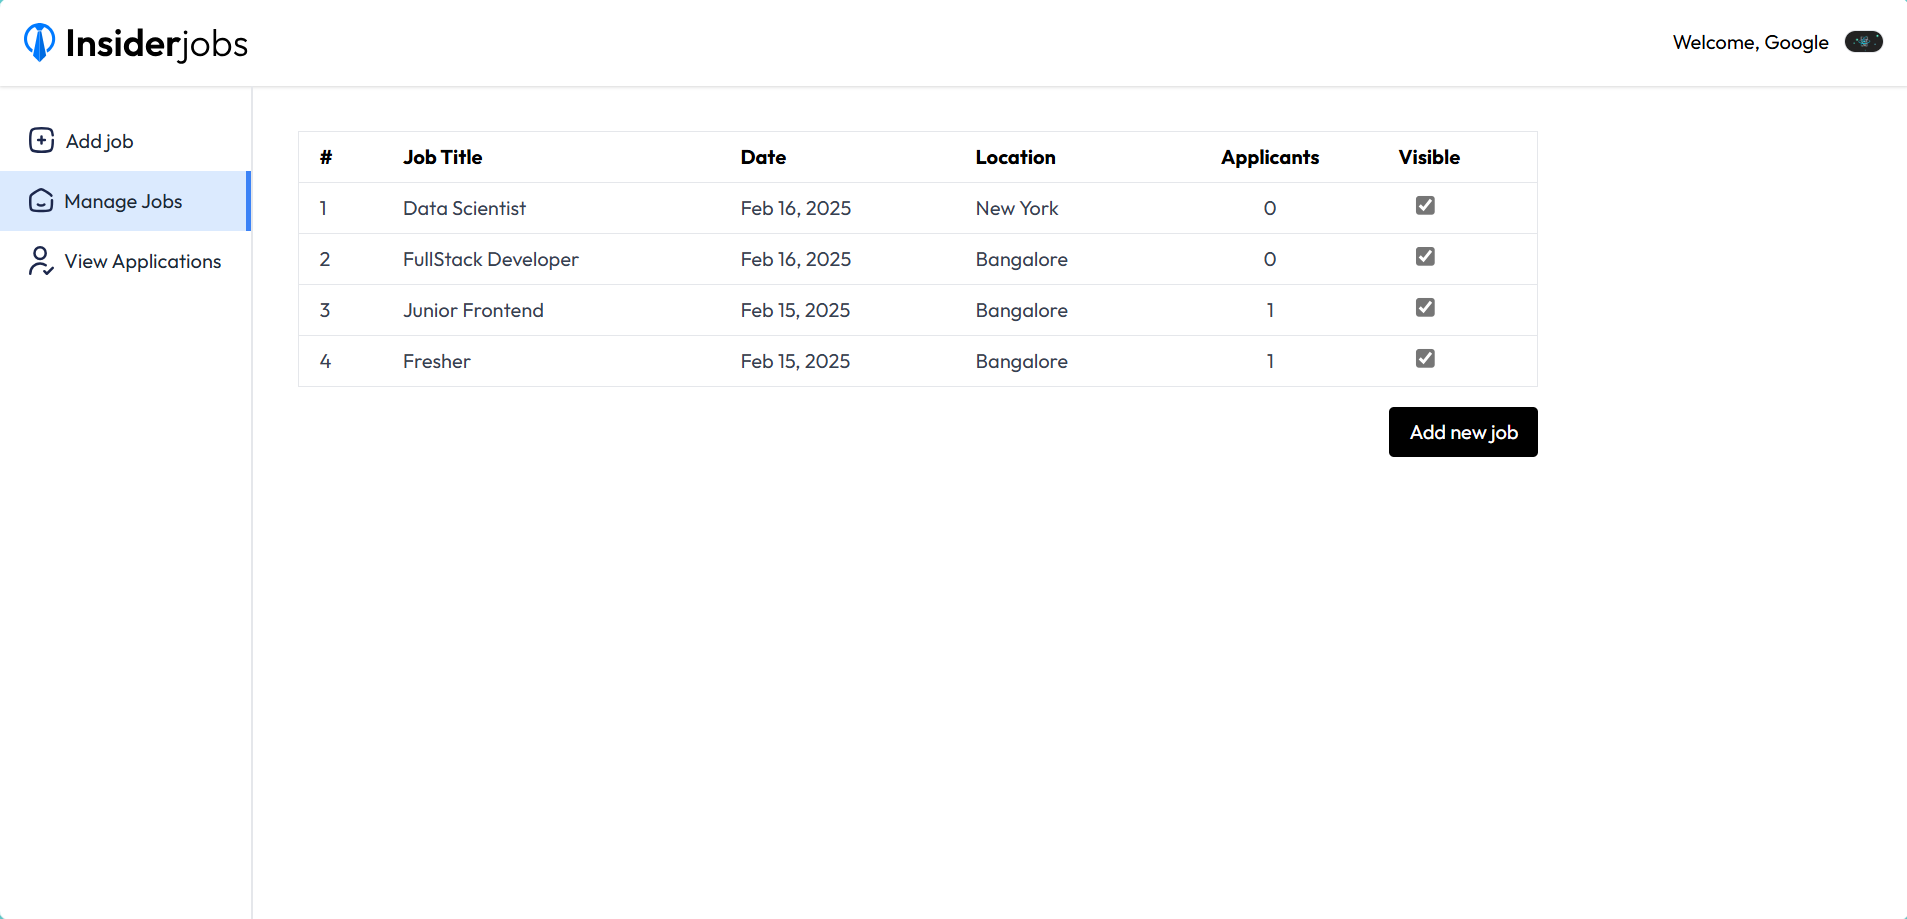 Insiderjobs
Welcome, Google
Add job
Manage Jobs
View Applications
# Job Title Date Location Applicants Visible
1 Data Scientist Feb 16, 2025 New York 0
2 FullStack Developer Feb 16, 2025 Bangalore 0
3 Junior Frontend Feb 15, 2025 Bangalore 1
4 Fresher Feb 15, 2025 Bangalore 1
Add new job